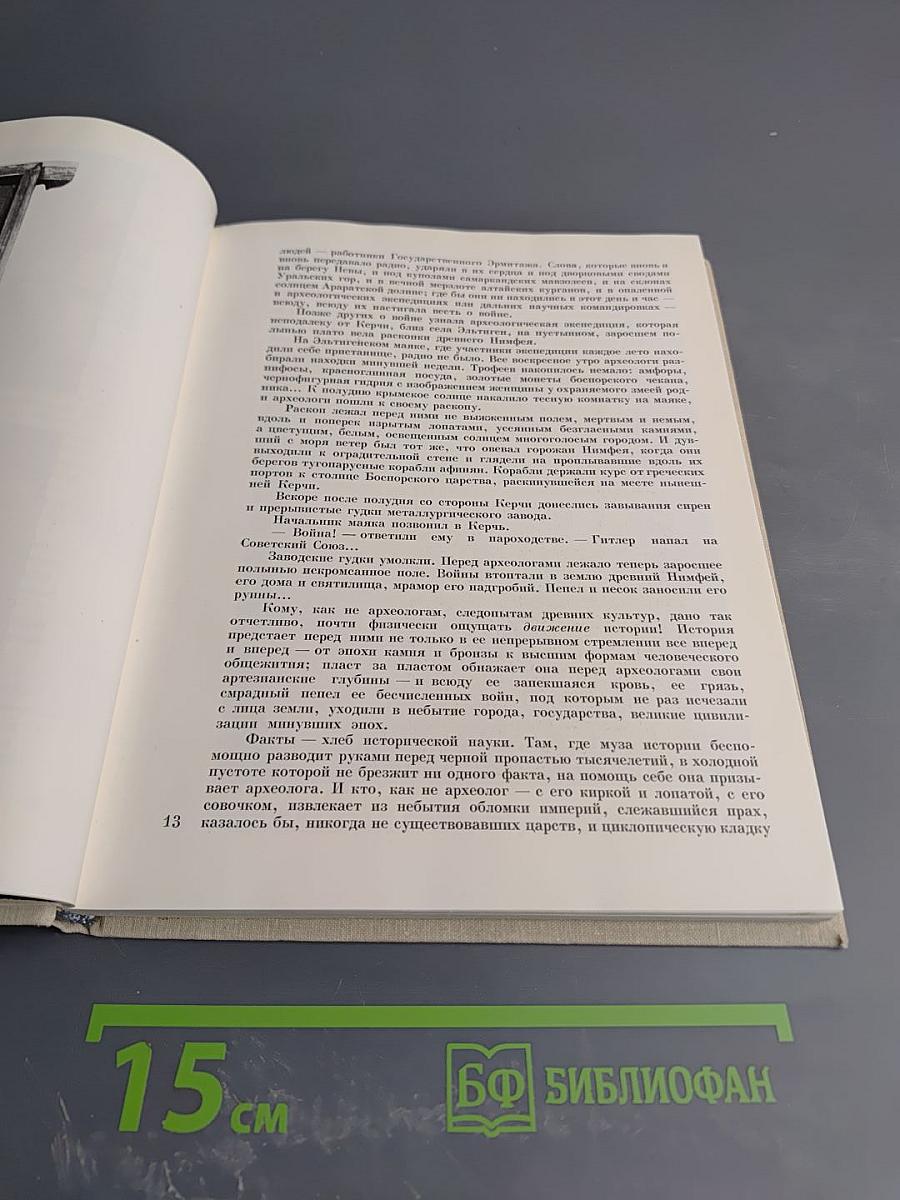 людей — работники Государственного Эрмитажа. Слова, которые вновь и
вновь передавало радио, ударяли в их сердца и под дворцовыми сводами
на берегу Невы, и под куполами самаркандских мавзолеев, и на склонах
Уральских гор, и в вечной мерзлоте алтайских курганов, и в опаленной
солнцем Араратской долине; где бы они ни находились в этот день и час —
в археологических экспедициях или дальних научных командировках —
всюду, всюду их настигала весть о войне.
Позже других о войне узнала археологическая экспедиция, которая
неподалеку от Керчи, близ села Эльтиген, на пустынном, заросшем по-
лынью плато вела раскопки древнего Нимфея.
На Эльтигенском маяке, где участники экспедиции каждое лето нахо-
дили себе пристанище, радио не было. Все воскресное утро археологи раз-
бирали находки минувшей недели. Трофеев накопилось немало: амфоры,
пифосы, красноглиняная посуда, золотые монеты боспорского чекана,
чернофигурная гидрия с изображением женщины у охраняемого змеей род-
ника... К полудню крымское солнце накалило тесную комнатку на маяке,
и археологи пошли к своему раскопу.
Раскоп лежал перед ними не выжженным полем, мертвым и немым,
вдоль и поперек изрытым лопатами, усеянным безгласными камнями,
а цветущим, белым, освещенным солнцем многоголосым городом. И дув-
ший с моря ветер был тот же, что овевал горожан Нимфея, когда они
выходили к оградительной стене и глядели на проплывавшие вдоль их
берегов тугопарусные корабли афинян. Корабли держали курс от греческих
портов к столице Боспорского царства, раскинувшейся на месте нынеш-
ней Керчи.
Вскоре после полудня со стороны Керчи донеслись завывания сирен
и прерывистые гудки металлургического завода.
Начальник маяка позвонил в Керчь.
— Война! — ответили ему в пароходстве. — Гитлер напал на
Советский Союз...
Заводские гудки умолкли. Перед археологами лежало теперь заросшее
полынью искромсанное поле. Войны втоптали в землю древний Нимфей,
его дома и святилища, мрамор его надгробий. Пепел и песок заносили его
руины...
Кому, как не археологам, следопытам древних культур, дано так
отчетливо, почти физически ощущать движение истории! История
предстает перед ними не только в ее непрерывном стремлении все вперед
и вперед — от эпохи камня и бронзы к высшим формам человеческого
общежития; пласт за пластом обнажает она перед археологами свои
артезианские глубины — и всюду ее запекшаяся кровь, ее грязь,
смрадный пепел ее бесчисленных войн, под которым не раз исчезали
с лица земли, уходили в небытие города, государства, великие цивили-
зации минувших эпох.
Факты — хлеб исторической науки. Там, где муза истории беспо-
мощно разводит руками перед черной пропастью тысячелетий, в холодной
пустоте которой не брезжит ни одного факта, на помощь себе она призы-
вает археолога. И кто, как не археолог — с его киркой и лопатой, с его
совочком, извлекает из небытия обломки империй, слежавшийся прах,
казалось бы, никогда не существовавших царств, и циклопическую кладку
13
15 см
БФ БИБЛИОФАН